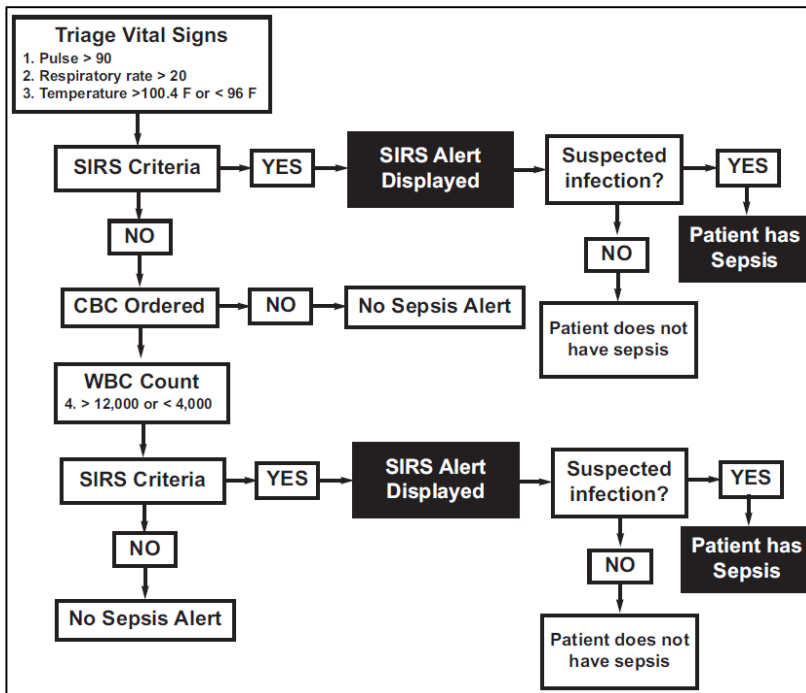 Triage Vital Signs
1. Pulse > 90
2. Respiratory rate > 20
3. Temperature >100.4 F or < 96 F
SIRS Criteria
YES
SIRS Alert
Displayed
Suspected
infection?
YES
NO
NO
Patient has
Sepsis
CBC Ordered
NO
No Sepsis Alert
Patient does not
have sepsis
WBC Count
4. > 12,000 or < 4,000
SIRS Criteria
YES
SIRS Alert
Displayed
Suspected
infection?
YES
NO
NO
Patient has
Sepsis
No Sepsis Alert
Patient does not
have sepsis